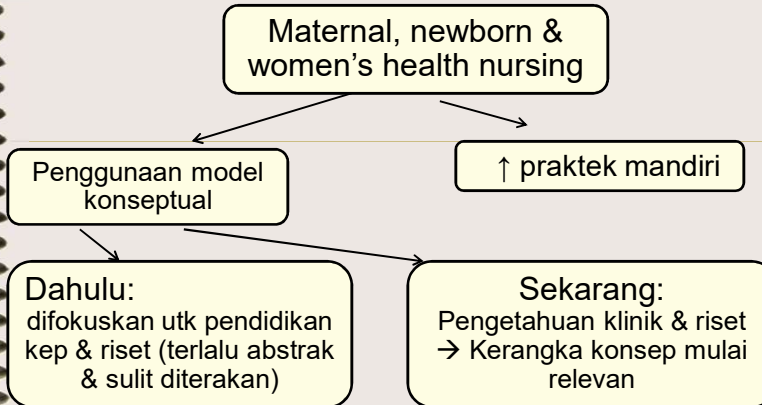 Maternal, newborn &
women's health nursing
Penggunaan model
konseptual
↑ praktek mandiri
Dahulu:
difokuskan utk pendidikan
kep & riset (terlalu abstrak
& sulit diterakan)
Sekarang:
Pengetahuan klinik & riset
→ Kerangka konsep mulai
relevan